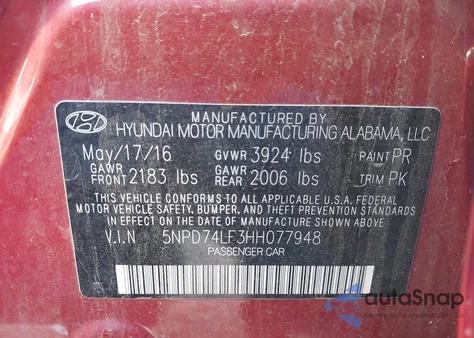 MANUFACTURED BY
HYUNDAI MOTOR MANUFACTURING ALABAMA, LLC
May/17/16 GVWR 3924 lbs PAINT PR
GAWR FRONT 2183 lbs GAWR REAR 2006 lbs TRIM PK
THIS VEHICLE CONFORMS TO ALL APPLICABLE U.S.A. FEDERAL
MOTOR VEHICLE SAFETY, BUMPER, AND THEFT PREVENTION STANDARDS
IN EFFECT ON THE DATE OF MANUFACTURE SHOWN ABOVE.
V.I.N 5NPD74LF3HH077948
PASSENGER CAR
autoSnap